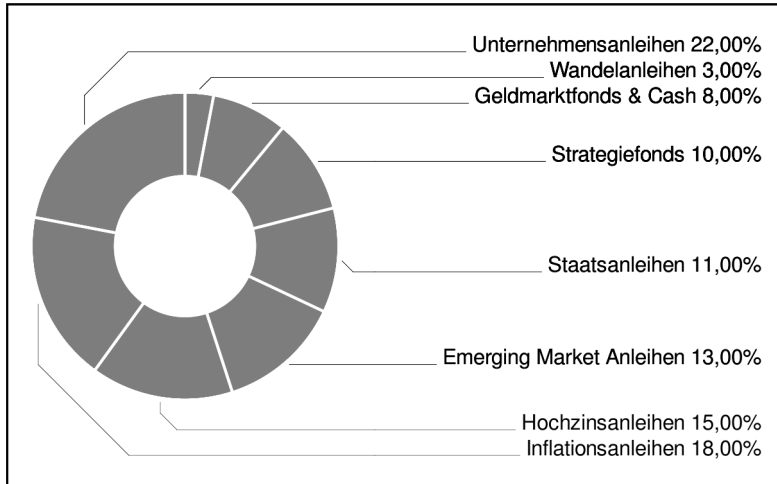 Unternehmensanleihen 22,00%
Wandelanleihen 3,00%
Geldmarktfonds & Cash 8,00%
Strategiefonds 10,00%
Staatsanleihen 11,00%
Emerging Market Anleihen 13,00%
Hochzinsanleihen 15,00%
Inflationsanleihen 18,00%